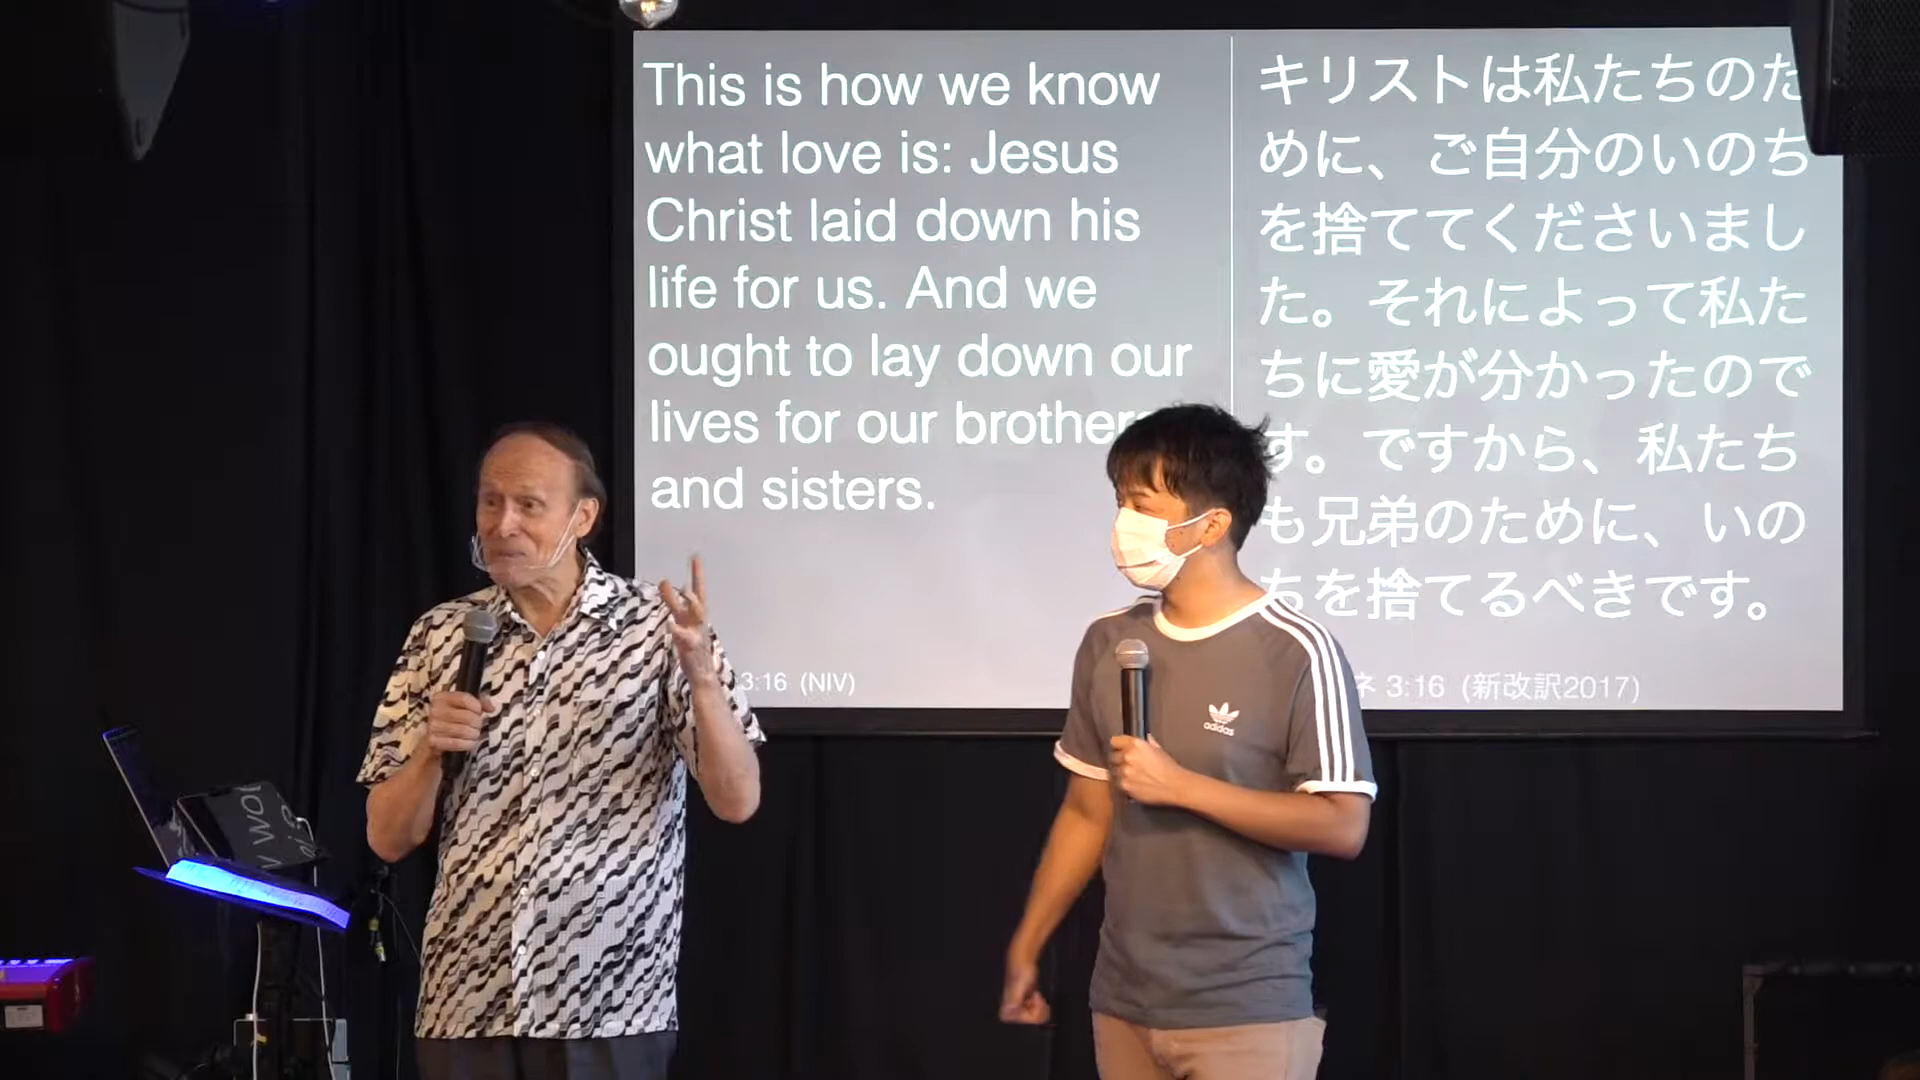 This is how we know
what love is: Jesus
Christ laid down his
life for us. And we
ought to lay down our
lives for our brothers
and sisters.
3:16 (NIV)
キリストは私たちのた
めに、ご自分のいのち
を捨ててくださいまし
た。それによって私た
ちに愛が分かったので
す。ですから、私たち
も兄弟のために、いの
ちを捨てるべきです。
ネ 3:16 (新改訳2017)
adidas